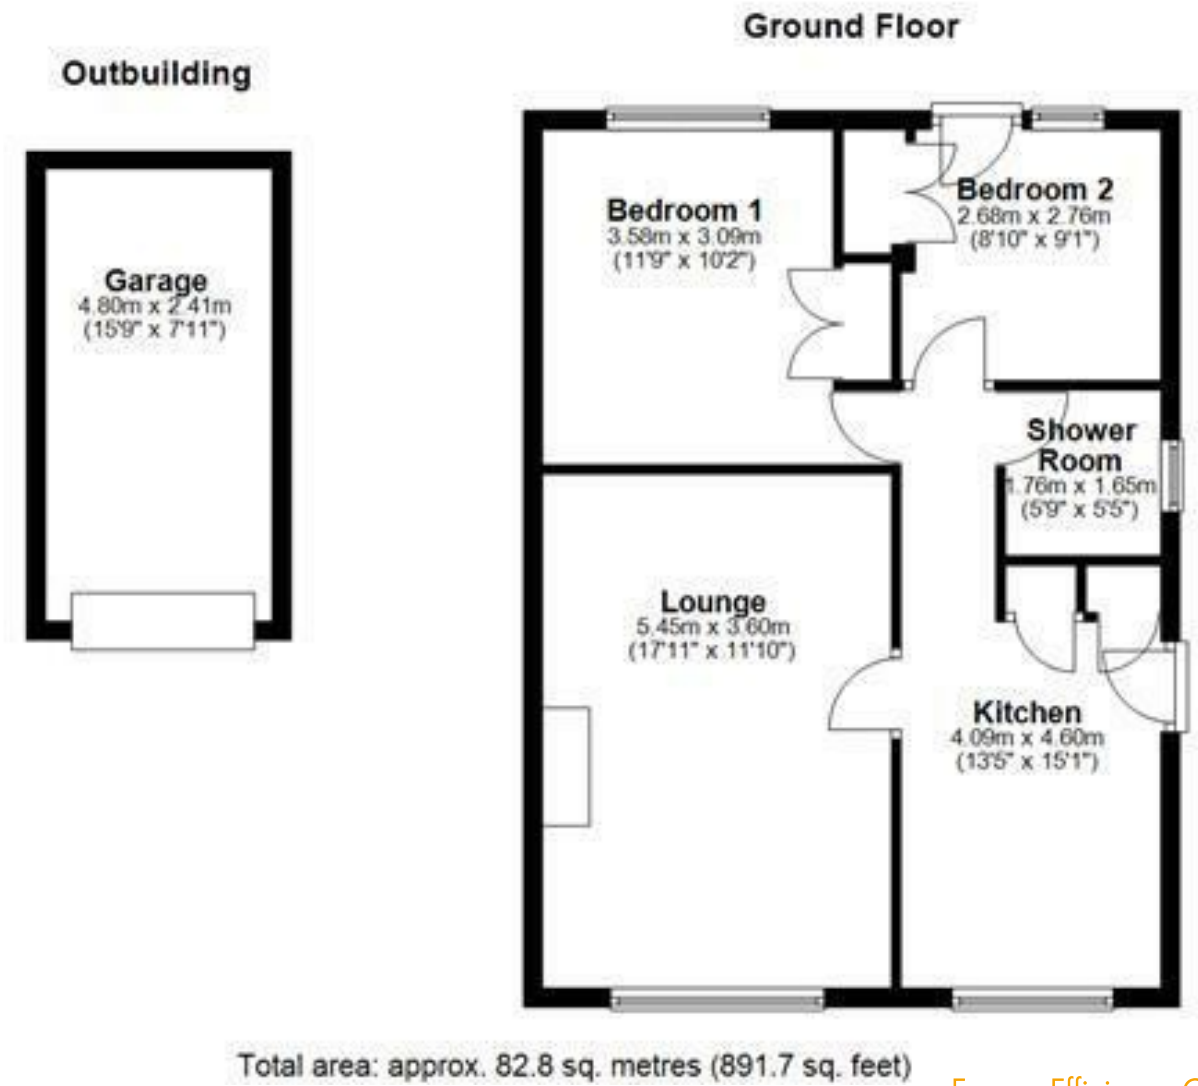 Ground Floor
Outbuilding
Bedroom 1
3.58m x 3.09m
(11'9" x 10'2")
Bedroom 2
2.68m x 2.76m
(8'10" x 9'1")
Garage
4.80m x 2.41m
(15'9" x 7'11")
Shower
Room
1.76m x 1.65m
(5'9" x 5'5")
Lounge
5.45m x 3.60m
(17'11" x 11'10")
Kitchen
4.09m x 4.60m
(13'5" x 15'1")
Total area: approx. 82.8 sq. metres (891.7 sq. feet)